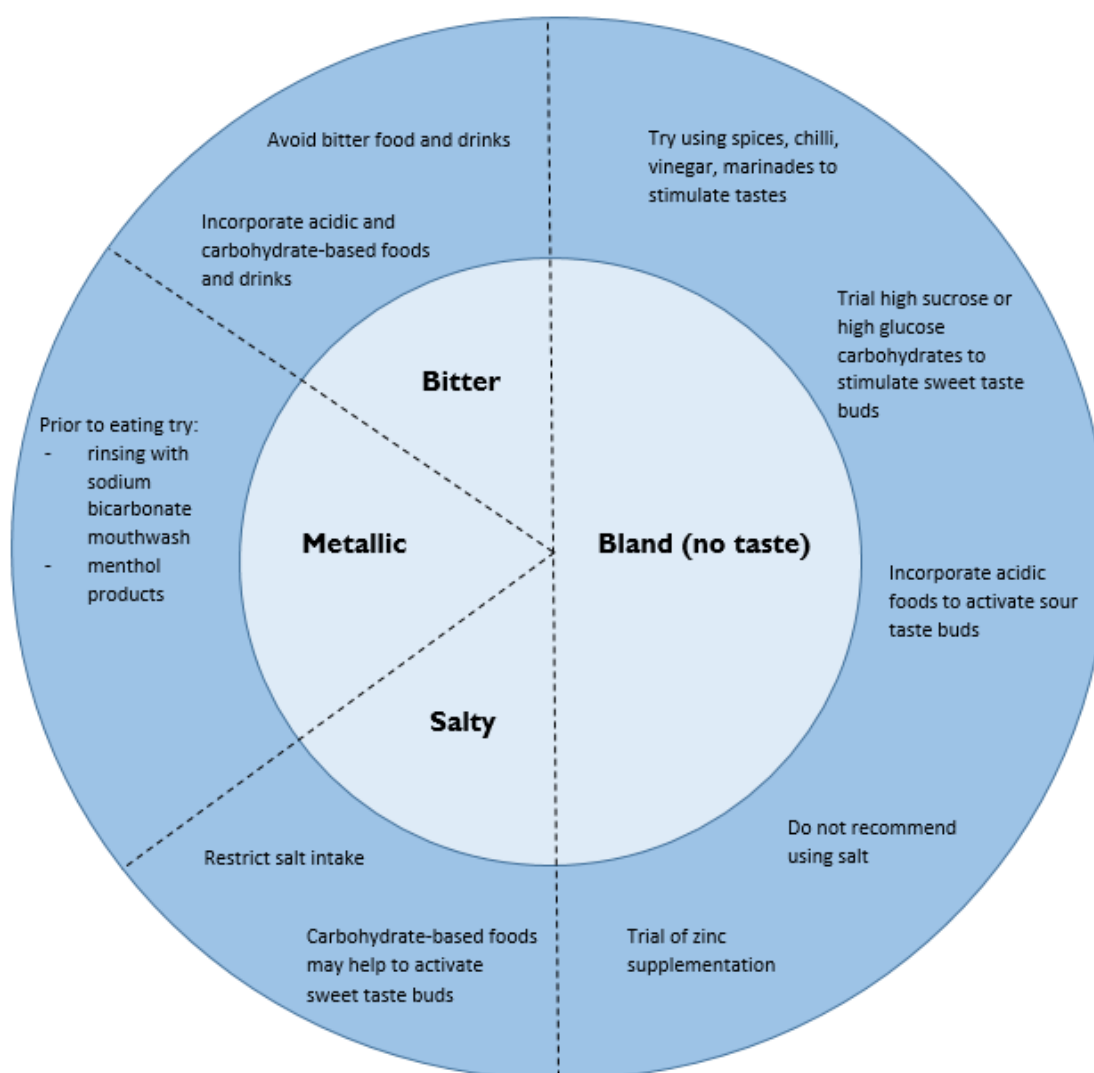 Avoid bitter food and drinks
Incorporate acidic and
carbohydrate-based foods
and drinks
Try using spices, chilli,
vinegar, marinades to
stimulate tastes
Trial high sucrose or
high glucose
carbohydrates to
stimulate sweet taste
buds
Bitter
Prior to eating try:
- rinsing with
sodium
bicarbonate
mouthwash
- menthol
products
Metallic
Bland (no taste)
Incorporate acidic
foods to activate sour
taste buds
Salty
Do not recommend
using salt
Restrict salt intake
Carbohydrate-based foods
may help to activate
sweet taste buds
Trial of zinc
supplementation